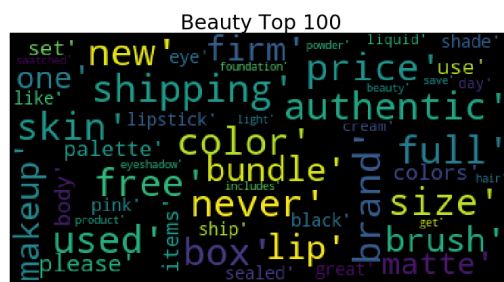 Beauty Top 100
set' new' eye' firm' powder' liquid' shade'
swatched' one' foundation' price' use'
like' shipping' beauty' save' day'
skin' lipstick' light' authentic'
palette' color' cream' full'
makeup' body' eyeshadow' bundle' brand' colors' hair'
free' includes' never' size'
pink' product' items' ship' black' get'
used' box' lip' brush'
please' sealed' great' matte'